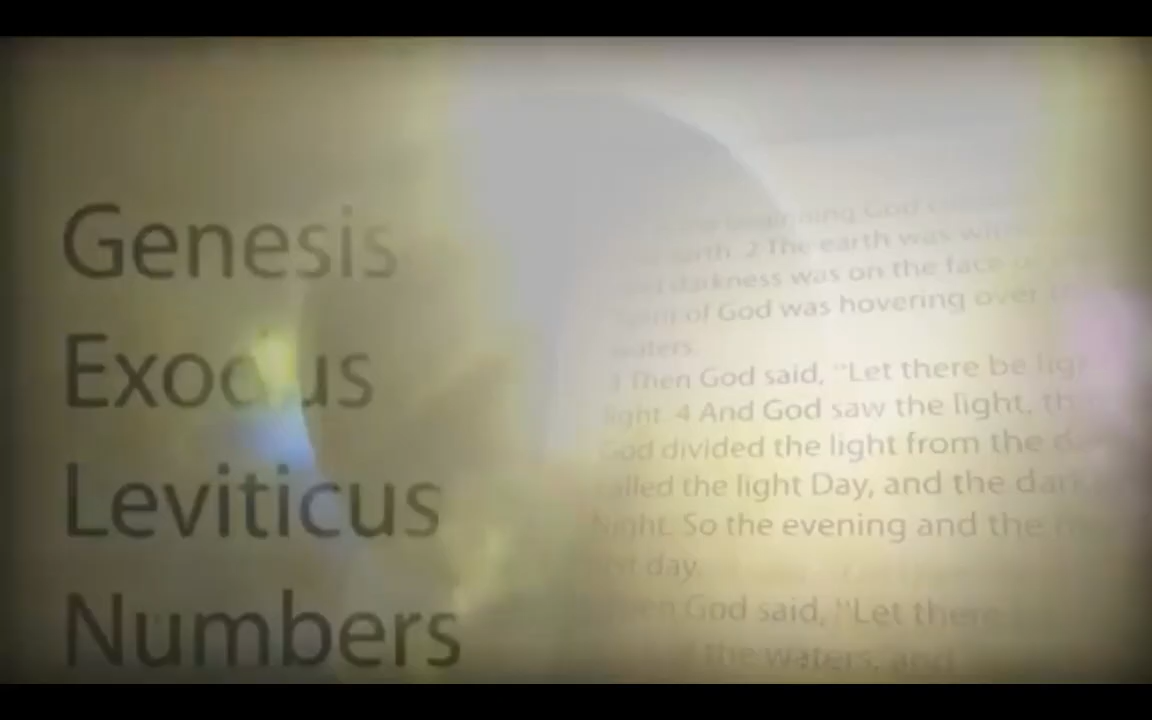 Genesis
Exodus
Leviticus
Numbers
beginning God
earth. 2 The earth was
darkness was on the face
of God was hovering over
waters.
Then God said, "Let there be
light. 4 And God saw the light,
God divided the light from the
called the light Day, and the
Night. So the evening and the
day.
God said, "Let
the waters, and